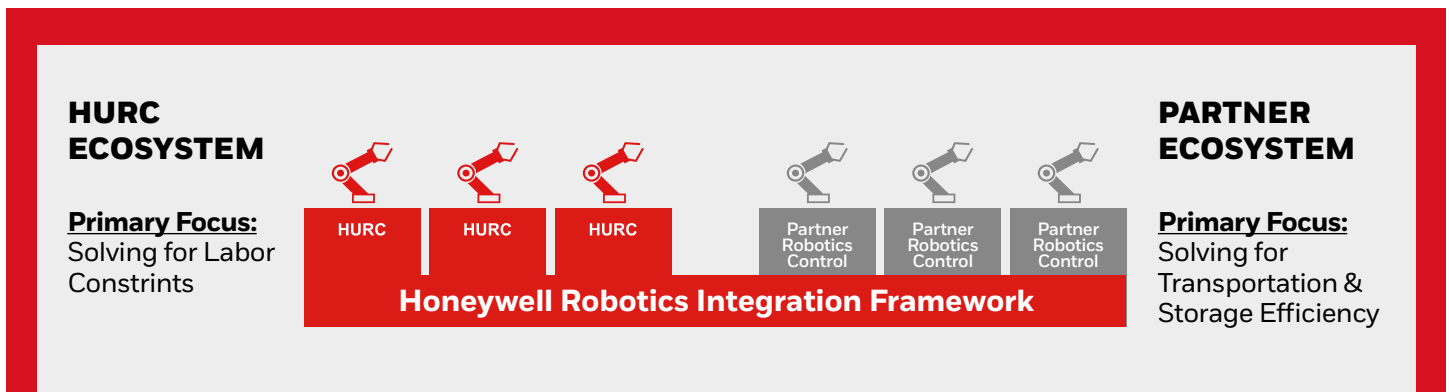 HURC
ECOSYSTEM
Primary Focus:
Solving for Labor
Constrints
HURC
HURC
HURC
Partner
Robotics
Control
Partner
Robotics
Control
Partner
Robotics
Control
Honeywell Robotics Integration Framework
PARTNER
ECOSYSTEM
Primary Focus:
Solving for
Transportation &
Storage Efficiency